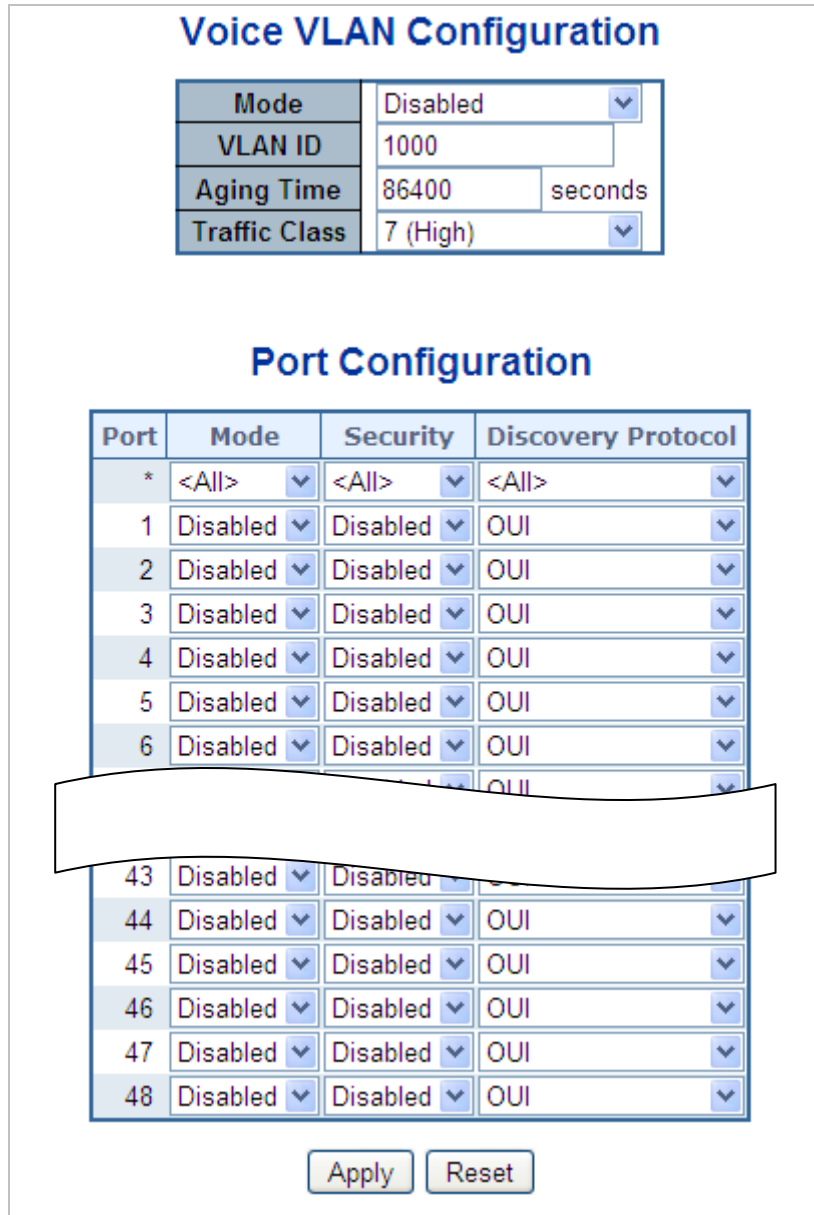 Voice VLAN Configuration
Mode Disabled
VLAN ID 1000
Aging Time 86400 seconds
Traffic Class 7 (High)
Port Configuration
Port Mode Security Discovery Protocol
* <All> <All> <All>
1 Disabled Disabled OUI
2 Disabled Disabled OUI
3 Disabled Disabled OUI
4 Disabled Disabled OUI
5 Disabled Disabled OUI
6 Disabled Disabled OUI
OUI
43 Disabled Disabled
44 Disabled Disabled OUI
45 Disabled Disabled OUI
46 Disabled Disabled OUI
47 Disabled Disabled OUI
48 Disabled Disabled OUI
Apply Reset